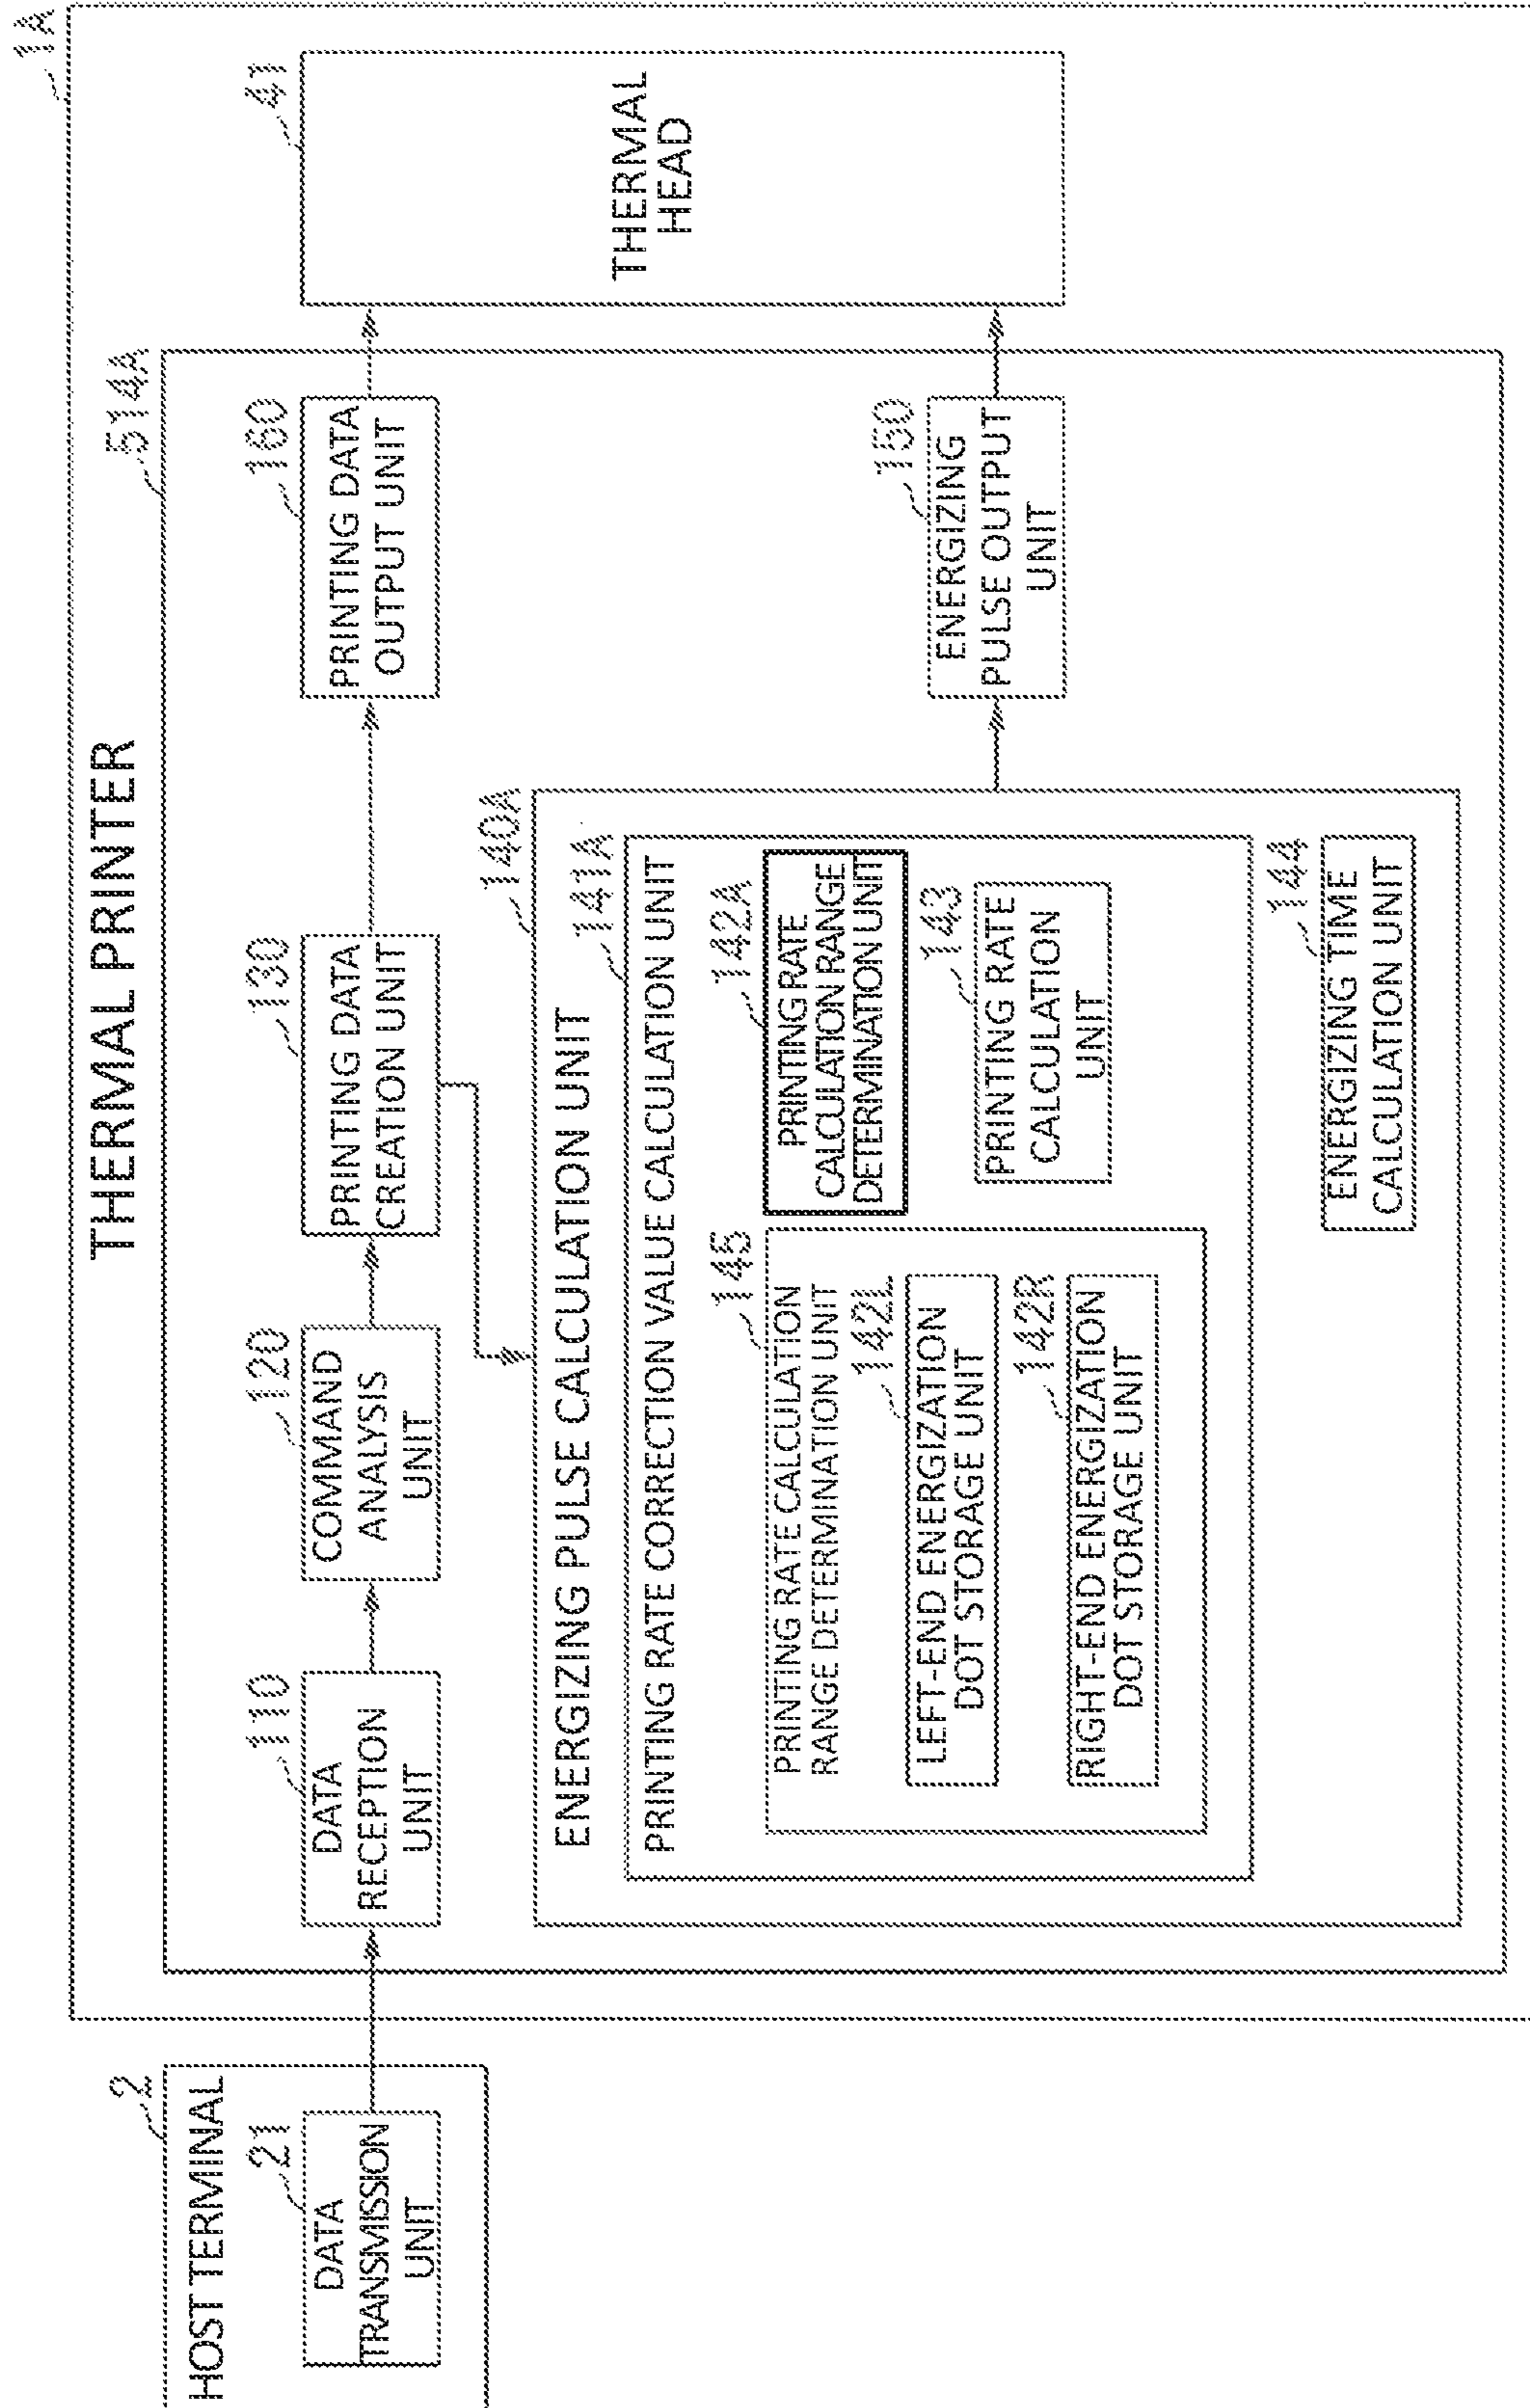 1A
THERMAL PRINTER
514A
HOST TERMINAL
2
21
DATA
TRANSMISSION
UNIT
110
DATA
RECEPTION
UNIT
120
COMMAND
ANALYSIS
UNIT
130
PRINTING DATA
CREATION UNIT
160
PRINTING DATA
OUTPUT UNIT
41
THERMAL
HEAD
140A
ENERGIZING PULSE CALCULATION UNIT
141A
PRINTING RATE CORRECTION VALUE CALCULATION UNIT
145
PRINTING RATE CALCULATION
RANGE DETERMINATION UNIT
142L
LEFT-END ENERGIZATION
DOT STORAGE UNIT
142R
RIGHT-END ENERGIZATION
DOT STORAGE UNIT
142A
PRINTING RATE
CALCULATION RANGE
DETERMINATION UNIT
143
PRINTING RATE
CALCULATION
UNIT
144
ENERGIZING TIME
CALCULATION UNIT
150
ENERGIZING
PULSE OUTPUT
UNIT